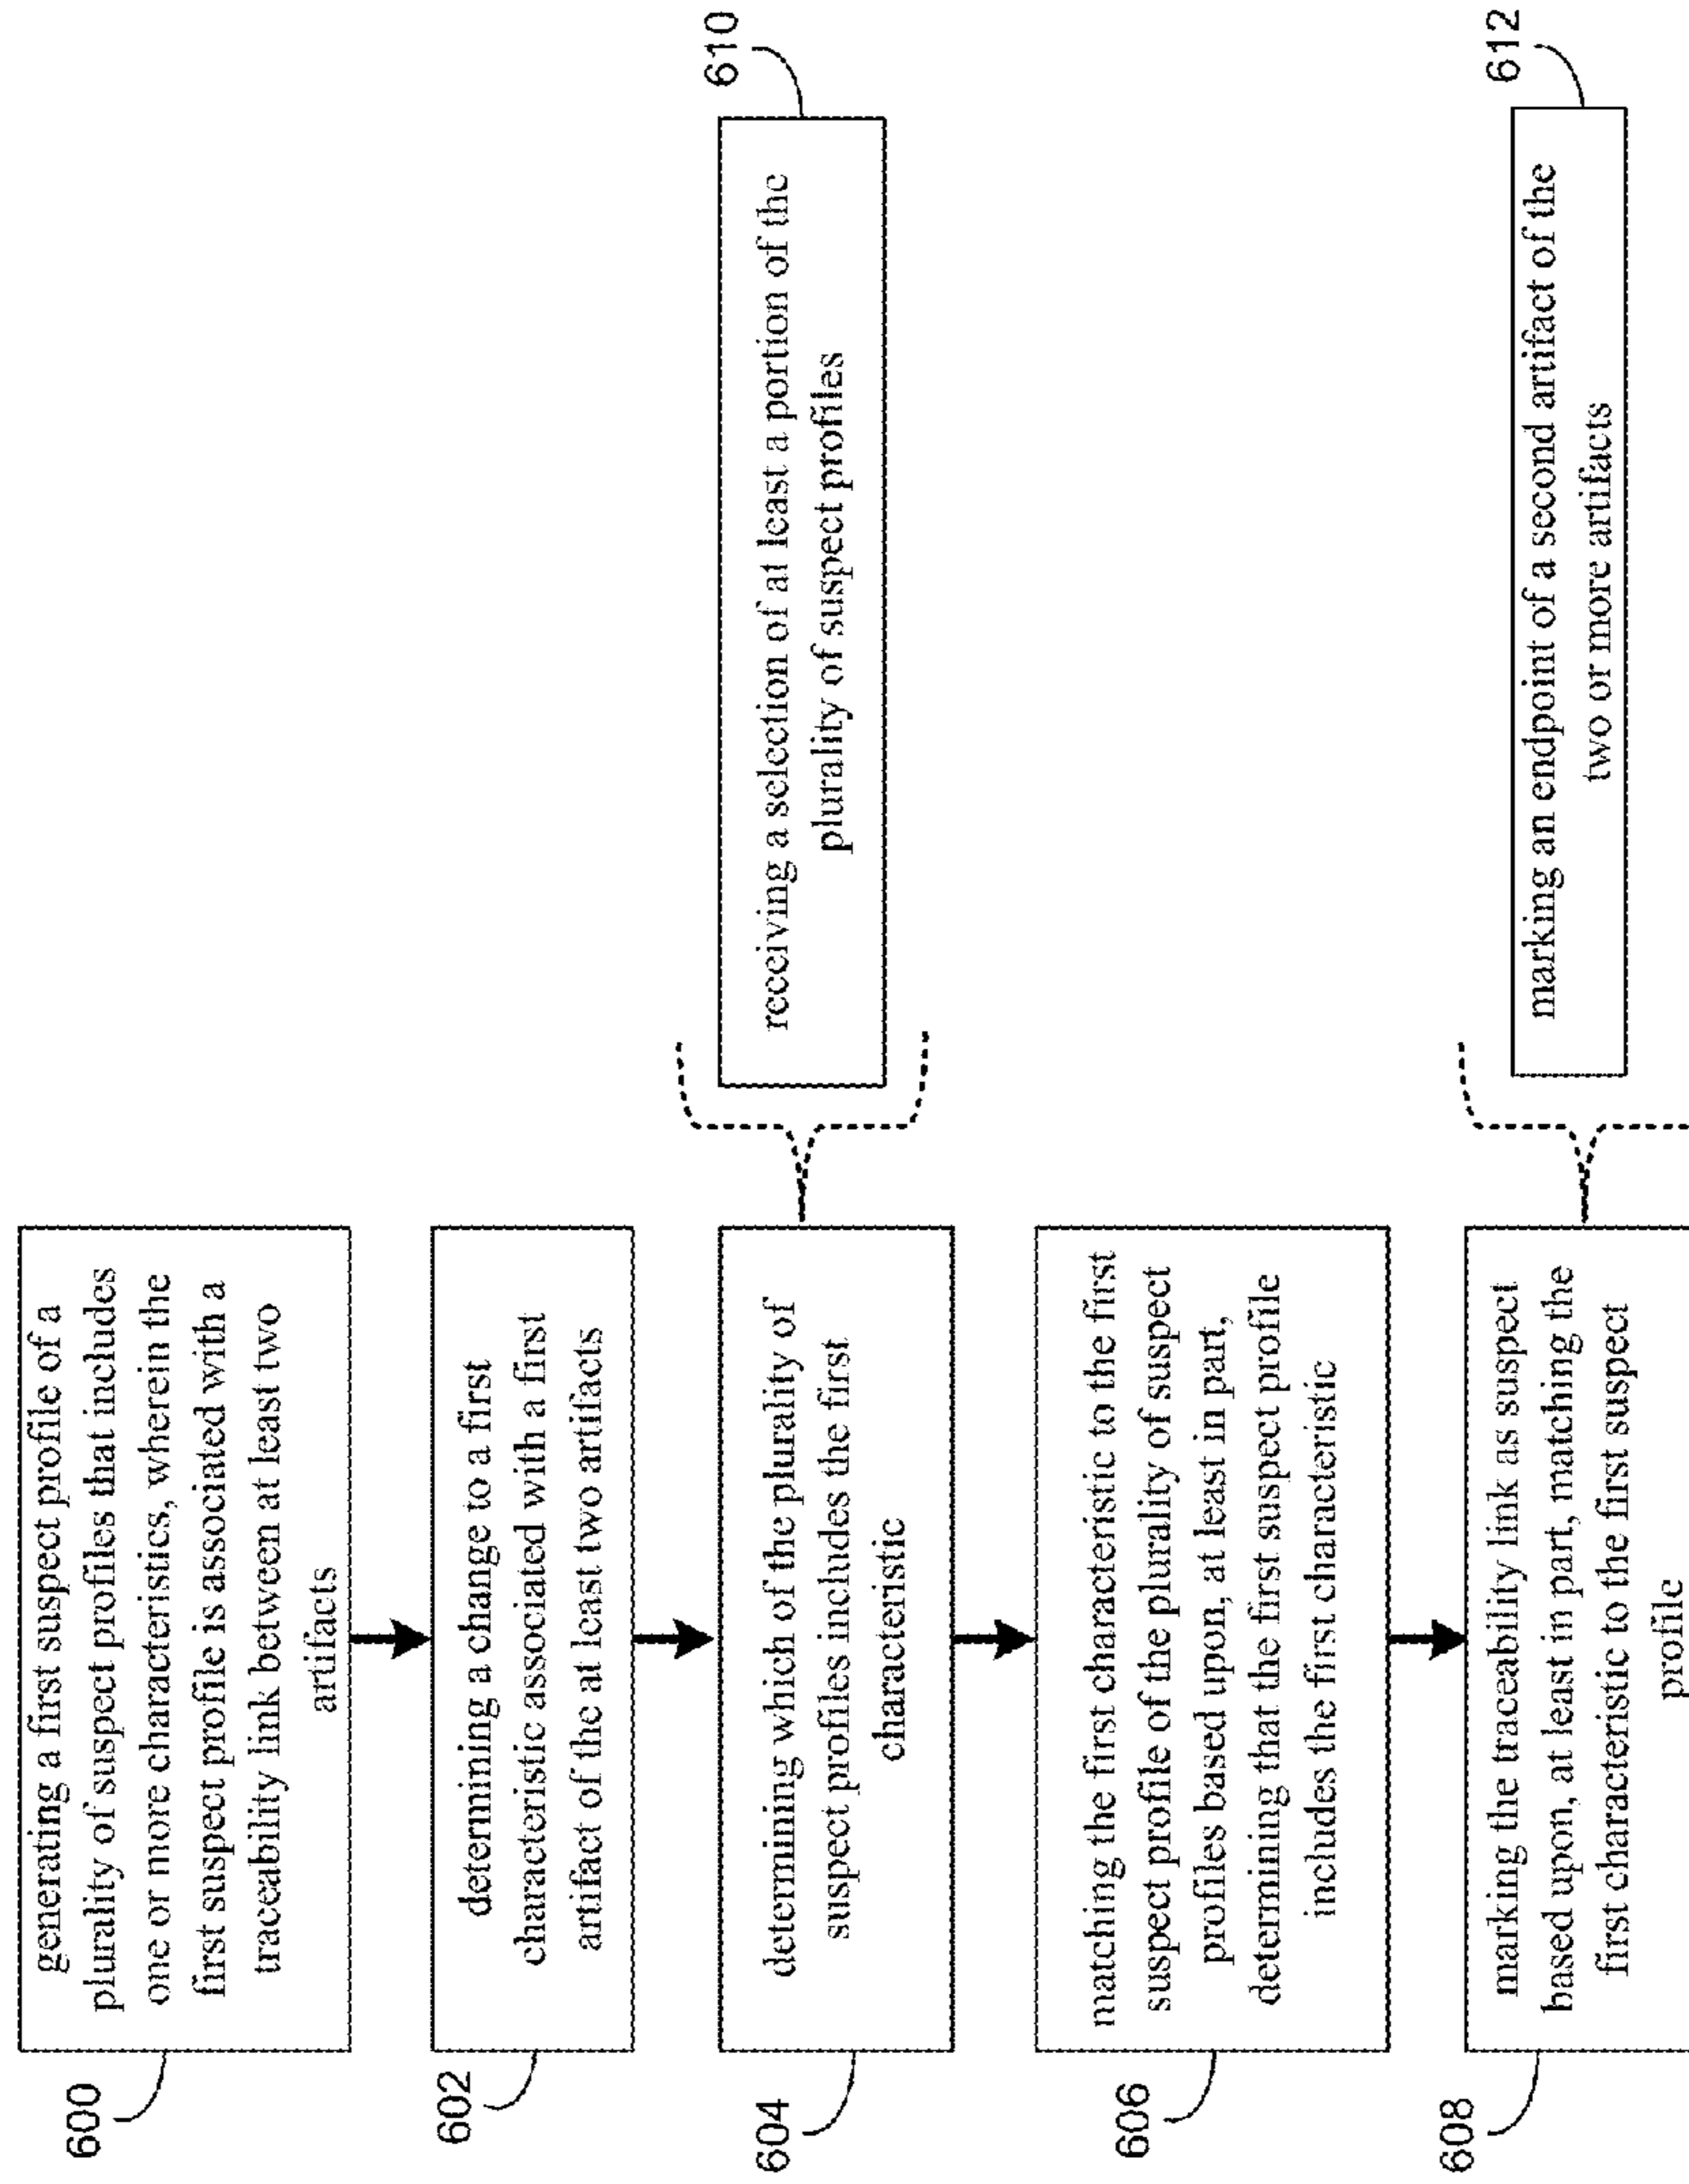 600
generating a first suspect profile of a
plurality of suspect profiles that includes
one or more characteristics, wherein the
first suspect profile is associated with a
traceability link between at least two
artifacts
602
determining a change to a first
characteristic associated with a first
artifact of the at least two artifacts
604
determining which of the plurality of
suspect profiles includes the first
characteristic
610
receiving a selection of at least a portion of the
plurality of suspect profiles
606
matching the first characteristic to the first
suspect profile of the plurality of suspect
profiles based upon, at least in part,
determining that the first suspect profile
includes the first characteristic
608
marking the traceability link as suspect
based upon, at least in part, matching the
first characteristic to the first suspect
profile
612
marking an endpoint of a second artifact of the
two or more artifacts